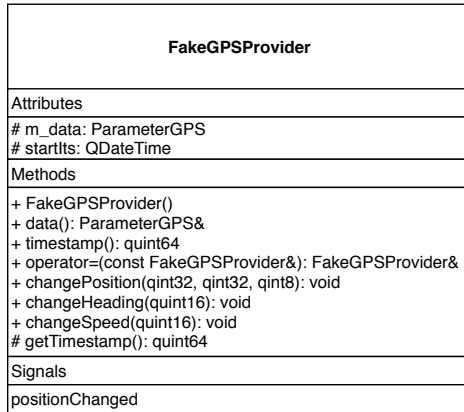 FakeGPSProvider
Attributes
# m_data: ParameterGPS
# startIts: QDateTime
Methods
+ FakeGPSProvider()
+ data(): ParameterGPS&
+ timestamp(): quint64
+ operator=(const FakeGPSProvider&): FakeGPSProvider&
+ changePosition(qint32, qint32, qint8): void
+ changeHeading(quint16): void
+ changeSpeed(quint16): void
# getTimestamp(): quint64
Signals
positionChanged